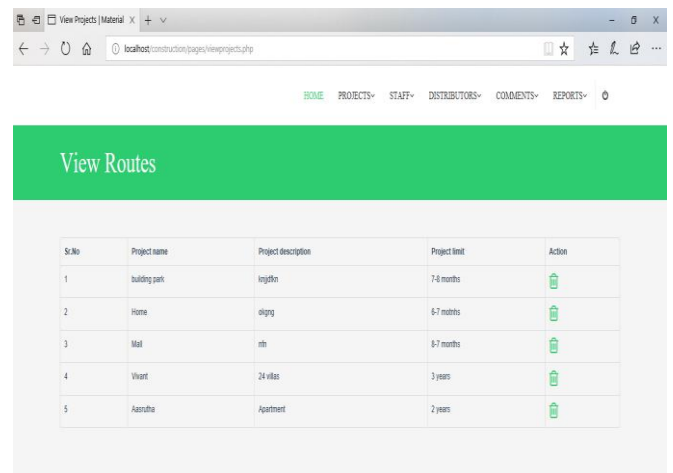 View Projects | Material
localhost/construction/pages/viewprojects.php
HOME PROJECTS STAFF DISTRIBUTORS COMMENTS REPORTS
View Routes
Sr.No Project name Project description Project limit Action
1 building park knjdfkn 7-8 months
2 Home okgng 6-7 motnhs
3 Mall 8-7 months
4 Vivant 24 villas 3 years
5 Aasrutha Apartment 2 years